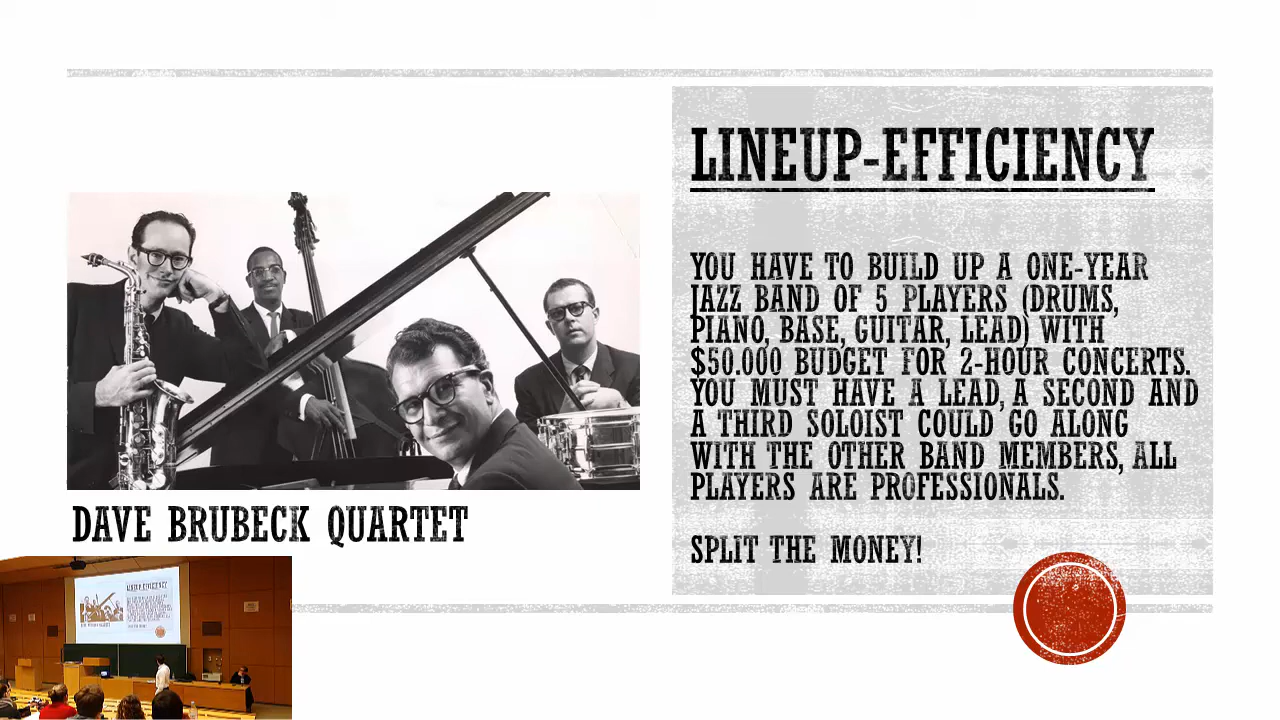 LINEUP-EFFICIENCY
YOU HAVE TO BUILD UP A ONE-YEAR
JAZZ BAND OF 5 PLAYERS (DRUMS,
PIANO, BASE, GUITAR, LEAD) WITH
$50.000 BUDGET FOR 2-HOUR CONCERTS.
YOU MUST HAVE A LEAD, A SECOND AND
A THIRD SOLOIST COULD GO ALONG
WITH THE OTHER BAND MEMBERS, ALL
PLAYERS ARE PROFESSIONALS.
SPLIT THE MONEY!
DAVE BRUBECK QUARTET
LINEUP-EFFICIENCY